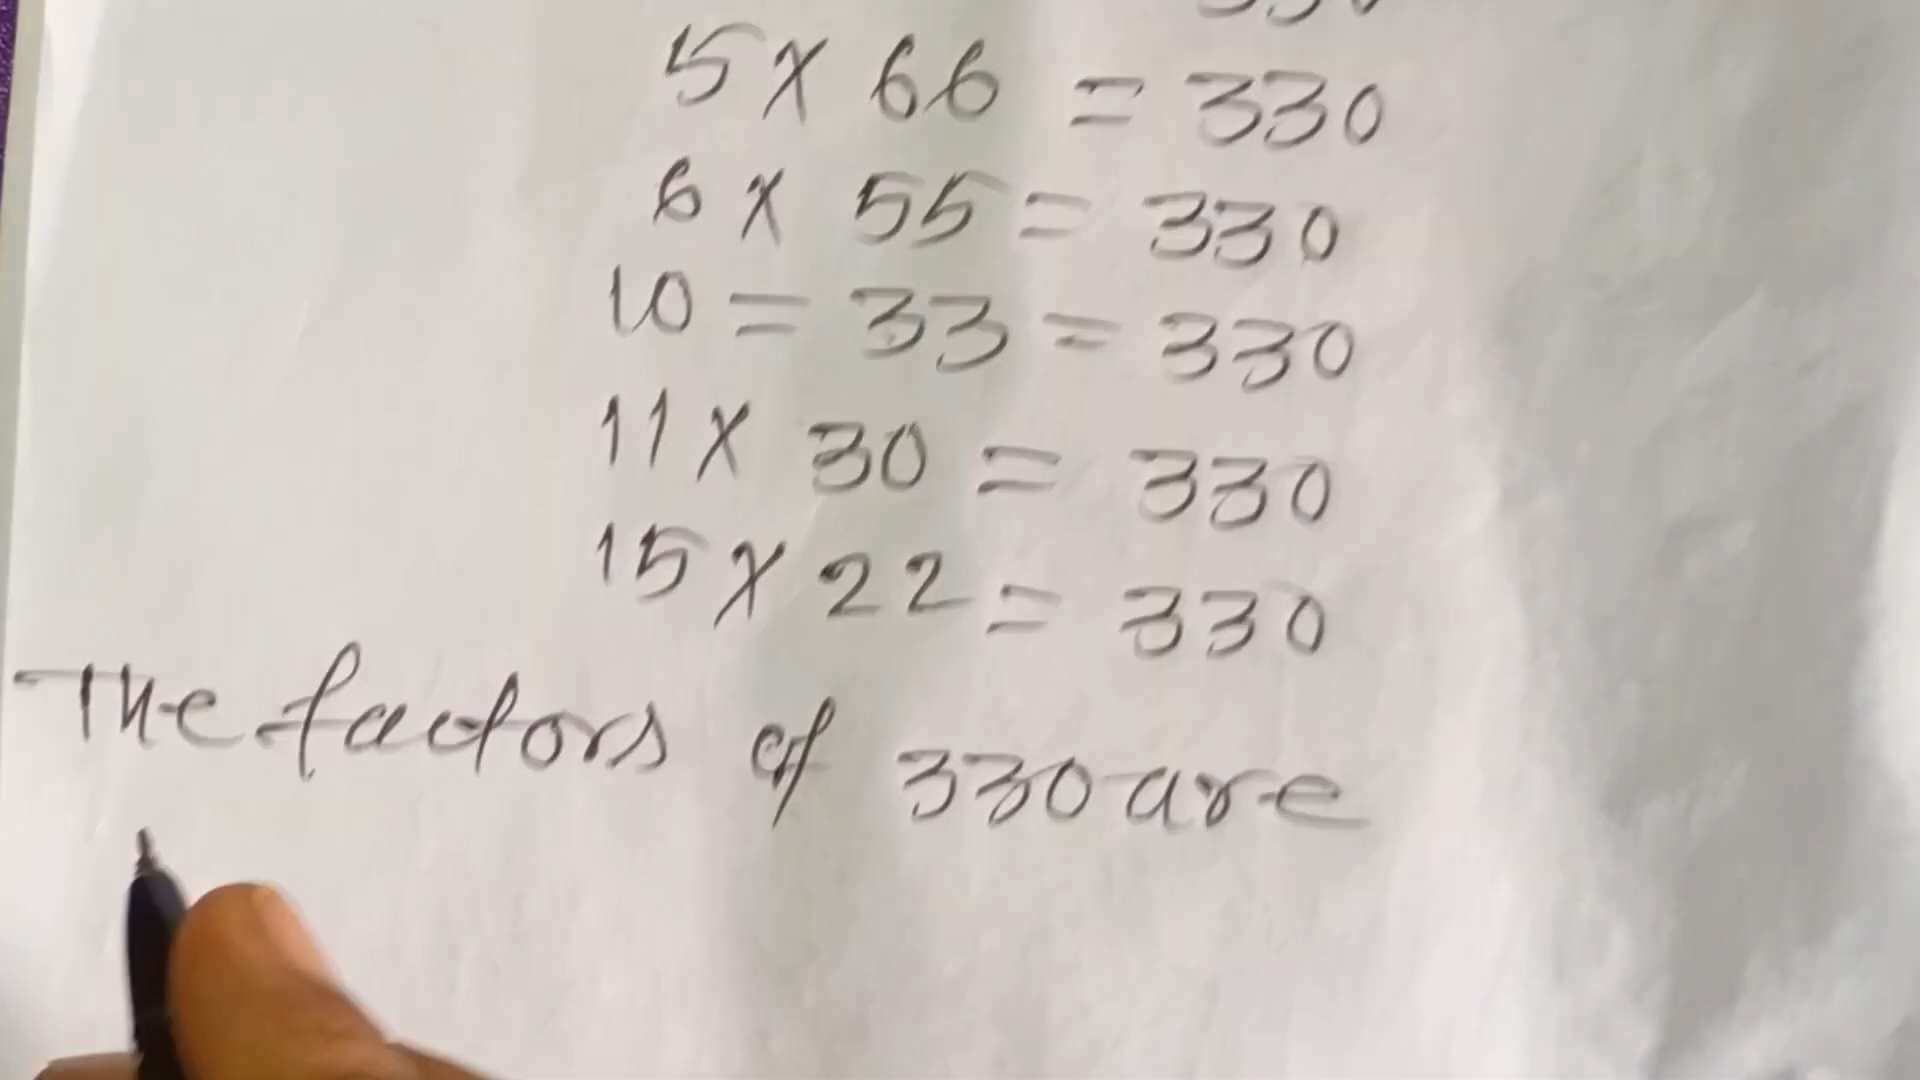 5 x 66 = 330
6 x 55 = 330
10 = 33 = 330
11 x 30 = 330
15 x 22 = 330
The factors of 330 are